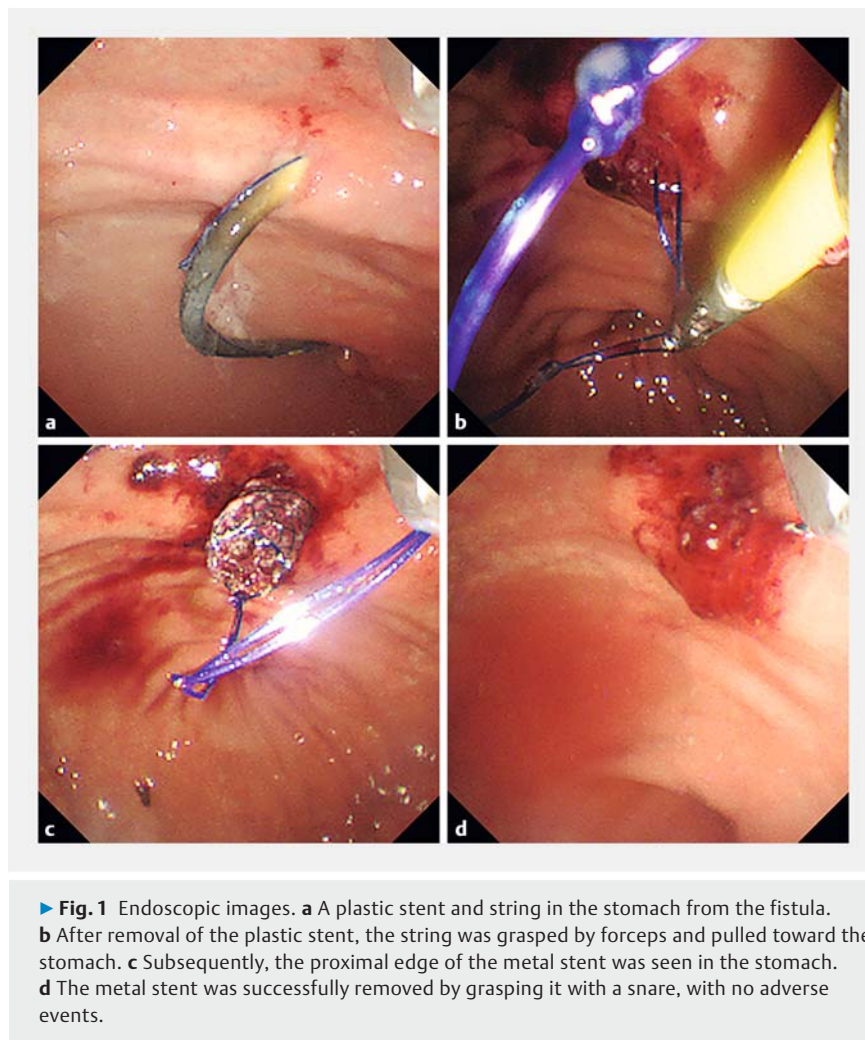 a
b
c
d
▶ Fig. 1 Endoscopic images. a A plastic stent and string in the stomach from the fistula.
b After removal of the plastic stent, the string was grasped by forceps and pulled toward the
stomach. c Subsequently, the proximal edge of the metal stent was seen in the stomach.
d The metal stent was successfully removed by grasping it with a snare, with no adverse
events.